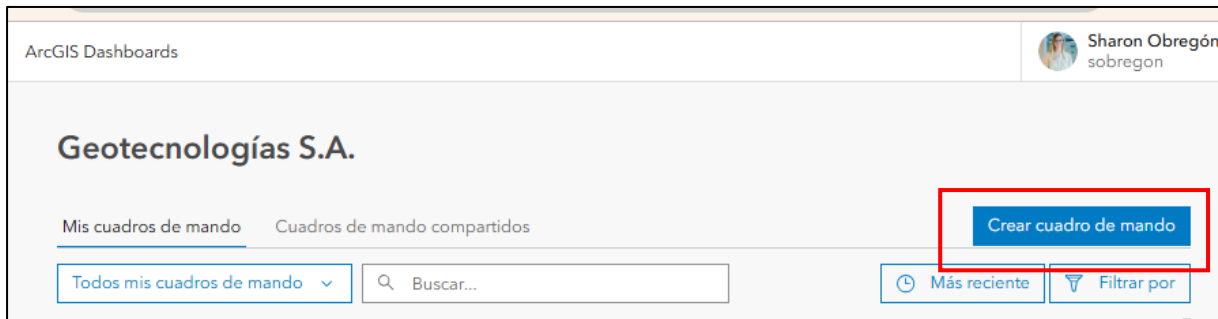 ArcGIS Dashboards
Sharon Obregón
sobregon
Geotecnologías S.A.
Mis cuadros de mando
Cuadros de mando compartidos
Crear cuadro de mando
Todos mis cuadros de mando
Buscar...
Más reciente
Filtrar por